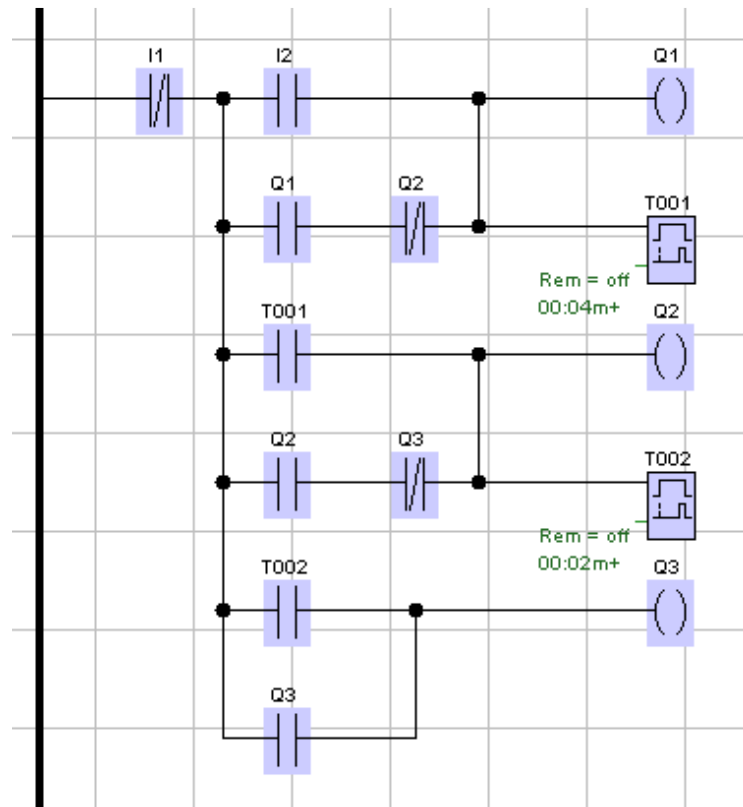 I1 I2 Q1
Q1 Q2 T001
Rem = off
00:04m+
T001 Q2
Q2 Q3 T002
Rem = off
00:02m+
T002 Q3
Q3